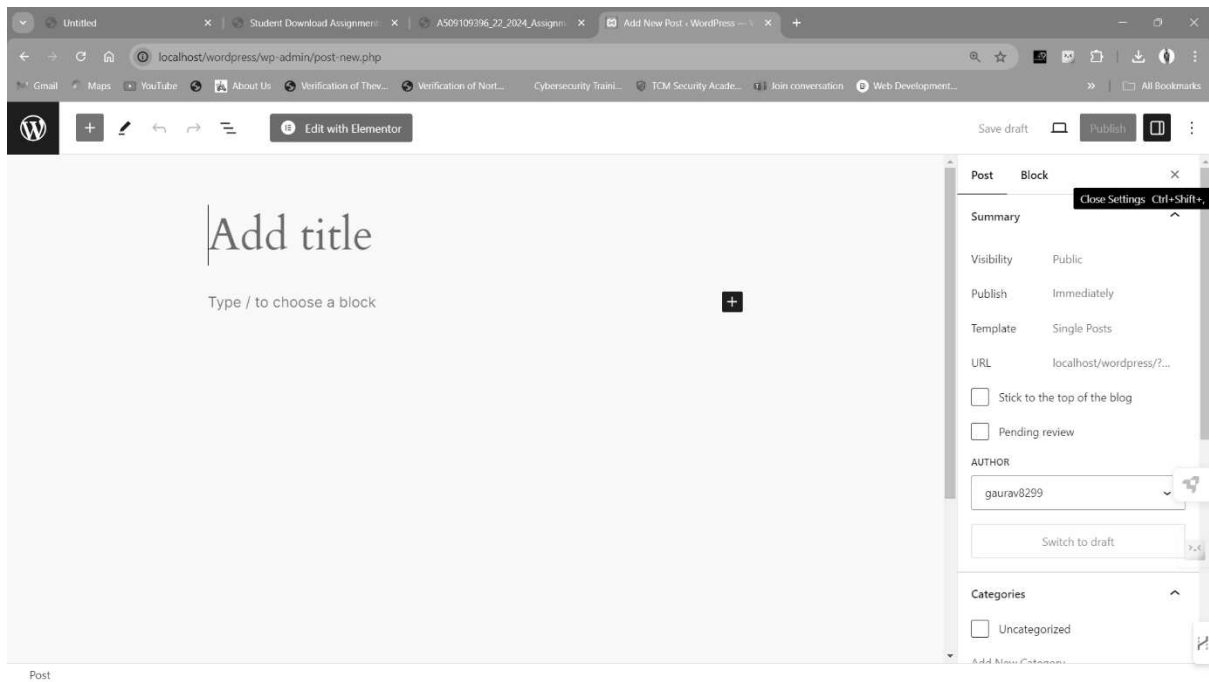 Untitled
Student Download Assignment
A509109396_22_2024_Assignm
Add New Post ‹ WordPress —
localhost/wordpress/wp-admin/post-new.php
Gmail Maps YouTube About Us Verification of Thev... Verification of Nort... Cybersecurity Traini... TCM Security Acade... Join conversation Web Development... » All Bookmarks
Edit with Elementor Save draft Publish
Post Block
Close Settings Ctrl+Shift+,
Summary
Add title
Visibility Public
Publish Immediately
Type / to choose a block
Template Single Posts
URL localhost/wordpress/?...
Stick to the top of the blog
Pending review
AUTHOR
gaurav8299
Switch to draft
Categories
Uncategorized
Add New Category
Post